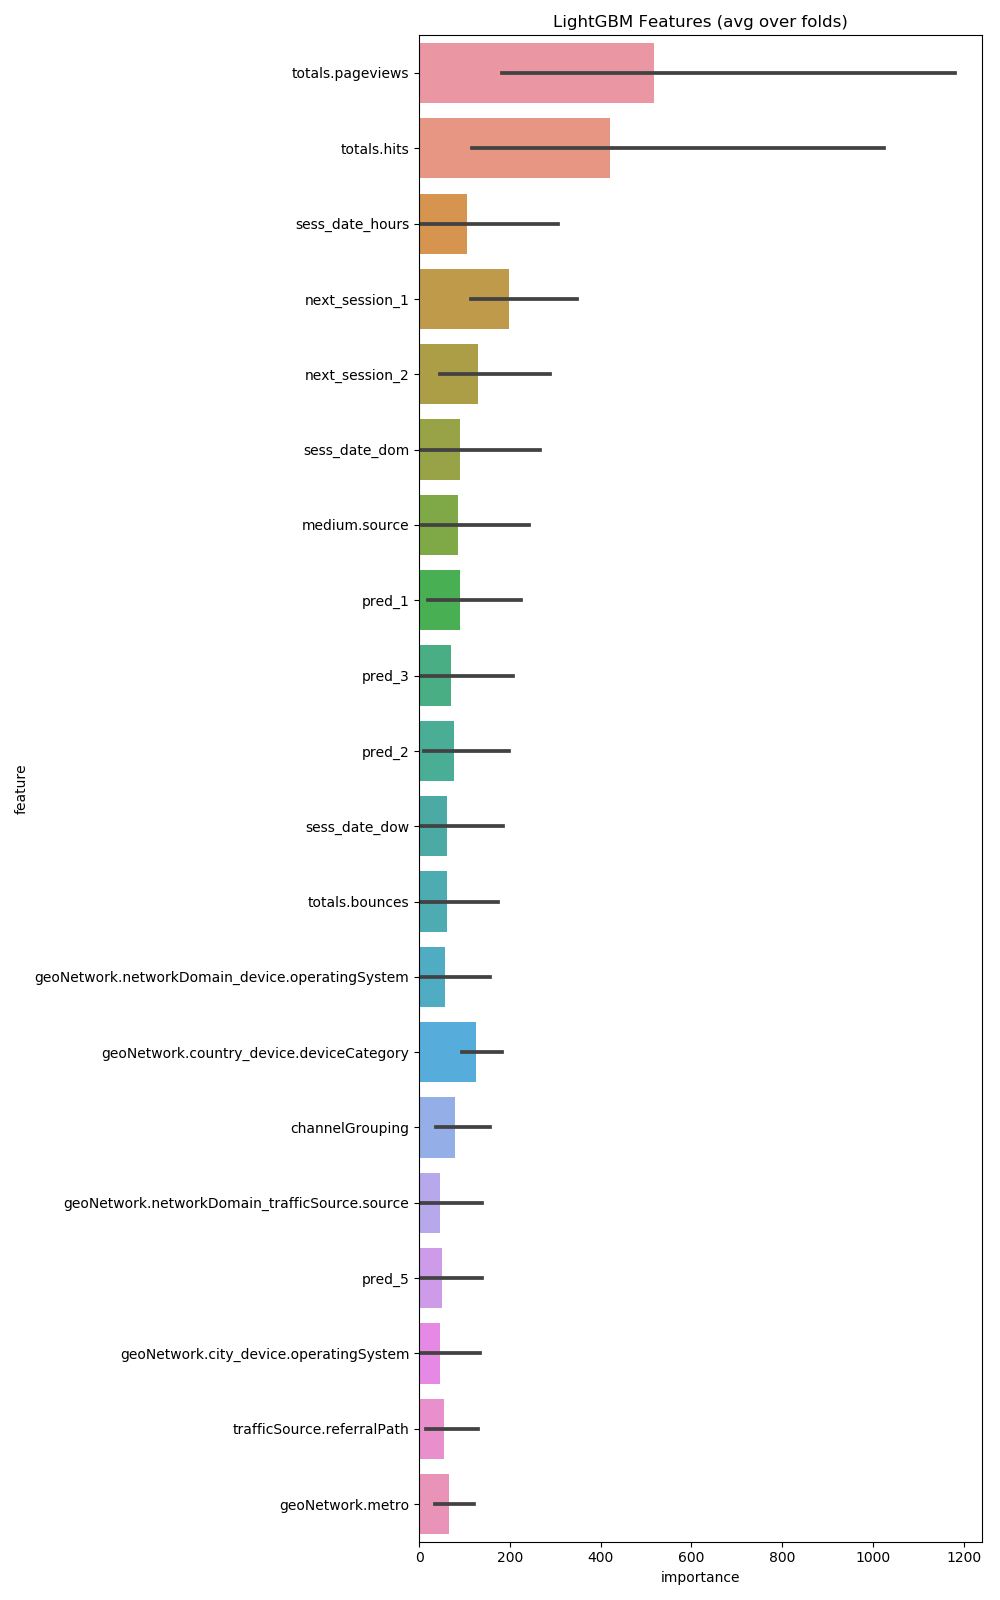 LightGBM Features (avg over folds)
totals.pageviews
totals.hits
sess_date_hours
next_session_1
next_session_2
sess_date_dom
medium.source
pred_1
pred_3
pred_2
sess_date_dow
totals.bounces
geoNetwork.networkDomain_device.operatingSystem
geoNetwork.country_device.deviceCategory
channelGrouping
geoNetwork.networkDomain_trafficSource.source
pred_5
geoNetwork.city_device.operatingSystem
trafficSource.referralPath
geoNetwork.metro
feature
0 200 400 600 800 1000 1200
importance